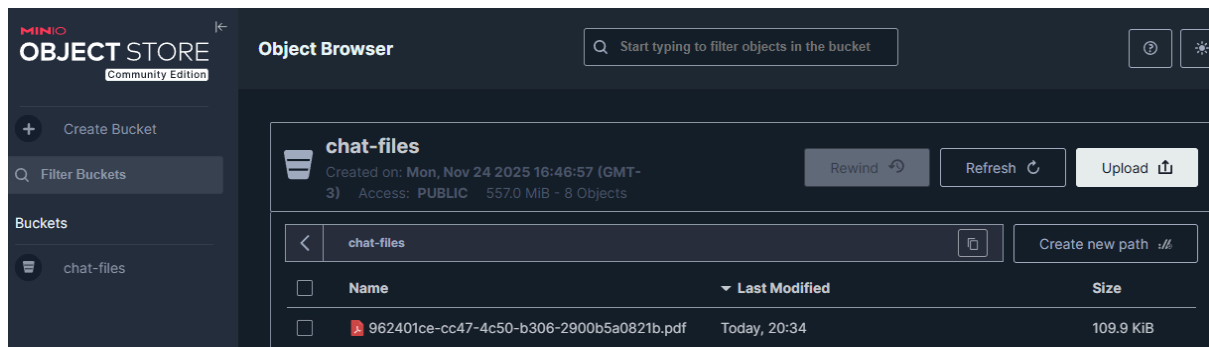 MINIO
OBJECT STORE
Community Edition
Create Bucket
Filter Buckets
Buckets
chat-files
Object Browser
Start typing to filter objects in the bucket
chat-files
Created on: Mon, Nov 24 2025 16:46:57 (GMT-
3) Access: PUBLIC 557.0 MiB - 8 Objects
Rewind
Refresh
Upload
chat-files
Create new path
Name Last Modified Size
962401ce-cc47-4c50-b306-2900b5a0821b.pdf Today, 20:34 109.9 KiB